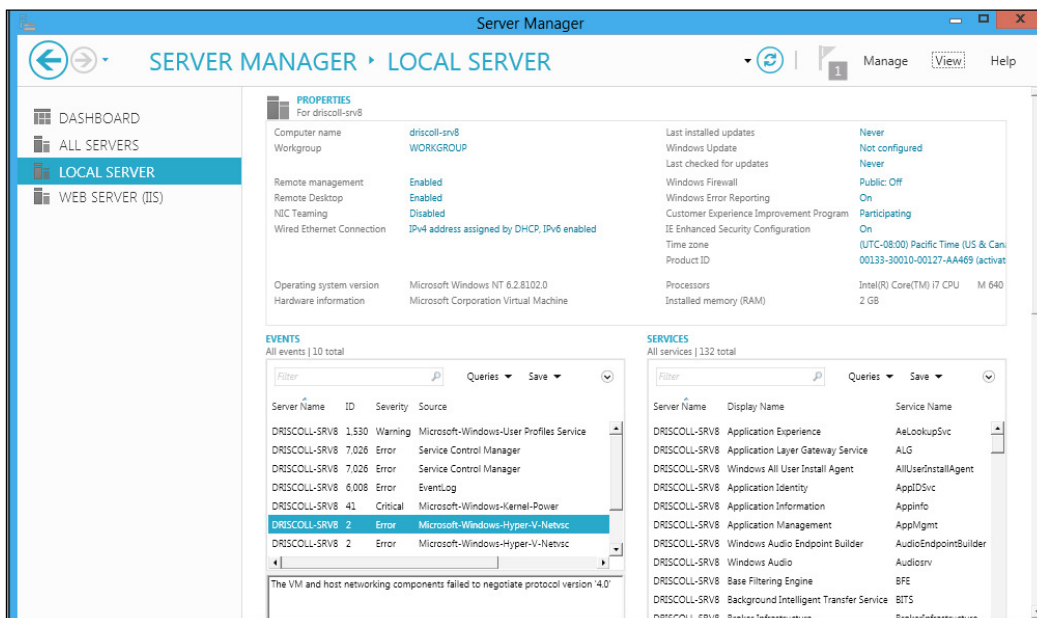 Server Manager
SERVER MANAGER ‣ LOCAL SERVER
1 Manage View Help
DASHBOARD
ALL SERVERS
LOCAL SERVER
WEB SERVER (IIS)
PROPERTIES
For driscoll-srv8
Computer name driscoll-srv8 Last installed updates Never
Workgroup WORKGROUP Windows Update Not configured
Last checked for updates Never
Remote management Enabled Windows Firewall Public: Off
Remote Desktop Enabled Windows Error Reporting On
NIC Teaming Disabled Customer Experience Improvement Program Participating
Wired Ethernet Connection IPv4 address assigned by DHCP, IPv6 enabled IE Enhanced Security Configuration On
Time zone (UTC-08:00) Pacific Time (US & Can
Product ID 00133-30010-00127-AA469 (activat
Operating system version Microsoft Windows NT 6.2.8102.0 Processors Intel(R) Core(TM) i7 CPU M 640
Hardware information Microsoft Corporation Virtual Machine Installed memory (RAM) 2 GB
EVENTS
All events | 10 total
Filter Queries Save
Server Name ID Severity Source
DRISCOLL-SRV8 1,530 Warning Microsoft-Windows-User Profiles Service
DRISCOLL-SRV8 7,026 Error Service Control Manager
DRISCOLL-SRV8 7,026 Error Service Control Manager
DRISCOLL-SRV8 6,008 Error EventLog
DRISCOLL-SRV8 41 Critical Microsoft-Windows-Kernel-Power
DRISCOLL-SRV8 2 Error Microsoft-Windows-Hyper-V-Netvsc
DRISCOLL-SRV8 2 Error Microsoft-Windows-Hyper-V-Netvsc
The VM and host networking components failed to negotiate protocol version '4.0'
SERVICES
All services | 132 total
Filter Queries Save
Server Name Display Name Service Name
DRISCOLL-SRV8 Application Experience AeLookupSvc
DRISCOLL-SRV8 Application Layer Gateway Service ALG
DRISCOLL-SRV8 Windows All User Install Agent AllUserInstallAgent
DRISCOLL-SRV8 Application Identity AppIDSvc
DRISCOLL-SRV8 Application Information Appinfo
DRISCOLL-SRV8 Application Management AppMgmt
DRISCOLL-SRV8 Windows Audio Endpoint Builder AudioEndpointBuilder
DRISCOLL-SRV8 Windows Audio Audiosrv
DRISCOLL-SRV8 Base Filtering Engine BFE
DRISCOLL-SRV8 Background Intelligent Transfer Service BITS
DRISCOLL-SRV8 Broker Infrastructure BrokerInfrastructure